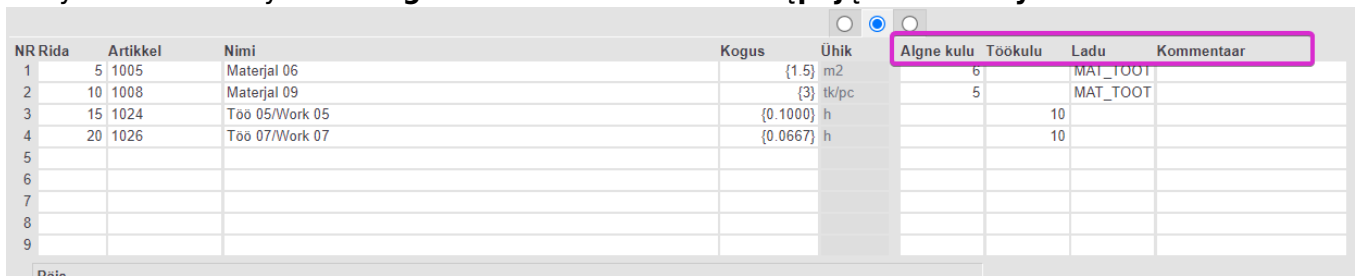 NR Rida Artikkel Nimi Kogus Ühik Algne kulu Töökulu Ladu Kommentaar
1 5 1005 Materjal 06 {1.5} m2 6 MAT_TOOT
2 10 1008 Materjal 09 {3} tk/pc 5 MAT_TOOT
3 15 1024 Töö 05/Work 05 {0.1000} h 10
4 20 1026 Töö 07/Work 07 {0.0667} h 10
5
6
7
8
9